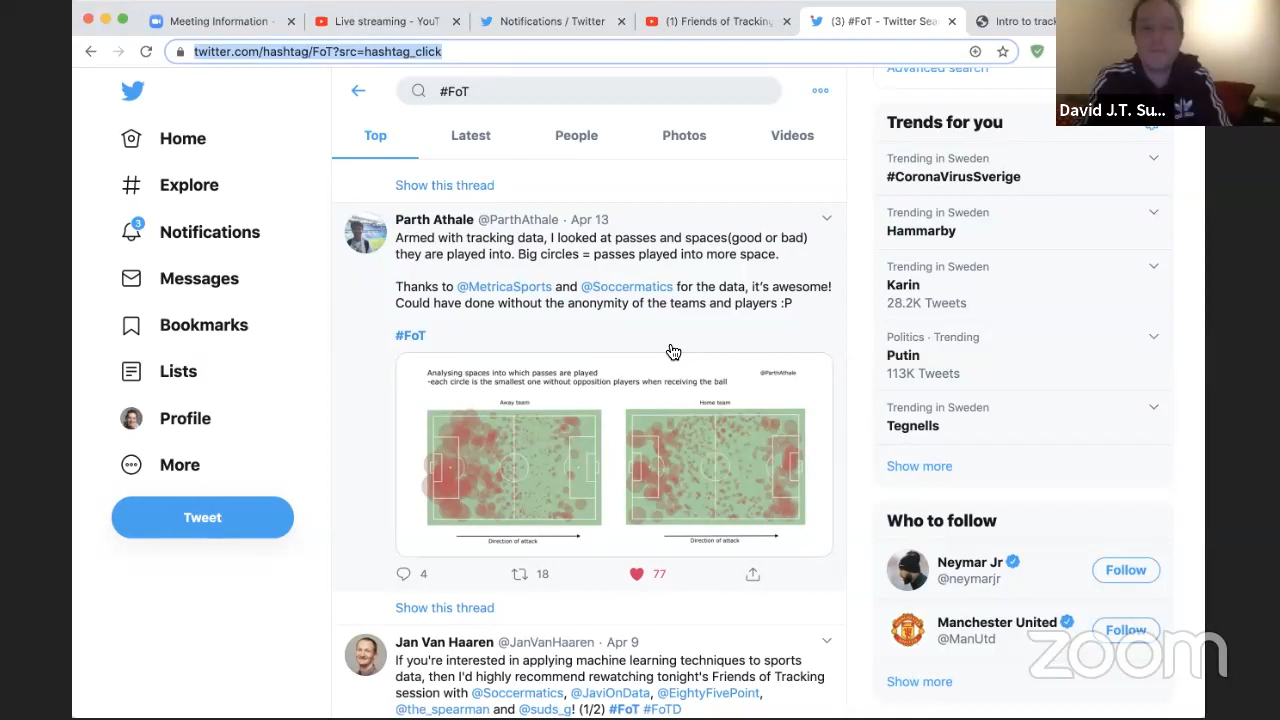 Meeting Information -
Live streaming - YouT
Notifications / Twitter
(1) Friends of Tracking
(3) #FoT - Twitter Sea
Intro to track
twitter.com/hashtag/FoT?src=hashtag_click
David J.T. Su...
Home
Explore
3
Notifications
Messages
Bookmarks
Lists
Profile
More
Tweet
#FoT
Top
Latest
People
Photos
Videos
Show this thread
Parth Athale @ParthAthale · Apr 13
Armed with tracking data, I looked at passes and spaces(good or bad)
they are played into. Big circles = passes played into more space.
Thanks to @MetricaSports and @Soccermatics for the data, it's awesome!
Could have done without the anonymity of the teams and players :P
#FoT
Analysing spaces into which passes are played
-each circle is the smallest one without opposition players when receiving the ball
@ParthAthale
Away team
Home team
Direction of attack
Direction of attack
4
18
77
Show this thread
Jan Van Haaren @JanVanHaaren · Apr 9
If you're interested in applying machine learning techniques to sports
data, then I'd highly recommend rewatching tonight's Friends of Tracking
session with @Soccermatics, @JaviOnData, @EightyFivePoint,
@the_spearman and @suds_g! (1/2) #FoT #FoTD
Advanced search
Trends for you
Trending in Sweden
#CoronaVirusSverige
Trending in Sweden
Hammarby
Trending in Sweden
Karin
28.2K Tweets
Politics · Trending
Putin
113K Tweets
Trending in Sweden
Tegnells
Show more
Who to follow
Neymar Jr
@neymarjr
Follow
Manchester United
@ManUtd
Follow
Show more
zoom